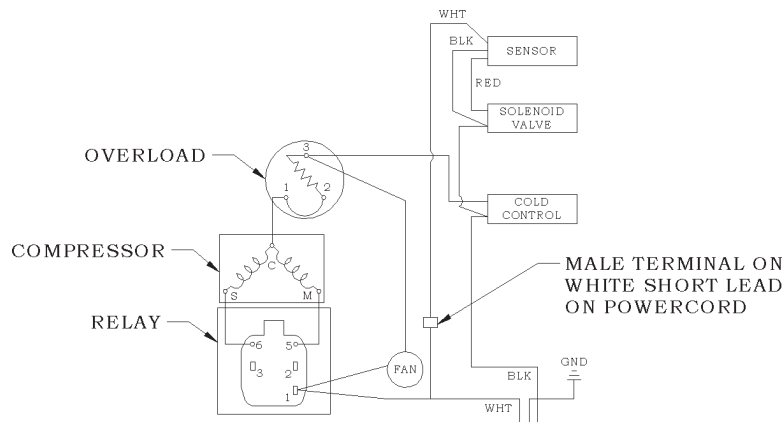 WHT
BLK
SENSOR
RED
SOLENOID
VALVE
OVERLOAD
3
1
2
COLD
CONTROL
COMPRESSOR
C
S
M
MALE TERMINAL ON
WHITE SHORT LEAD
ON POWERCORD
RELAY
6
5
3
2
1
FAN
GND
BLK
WHT